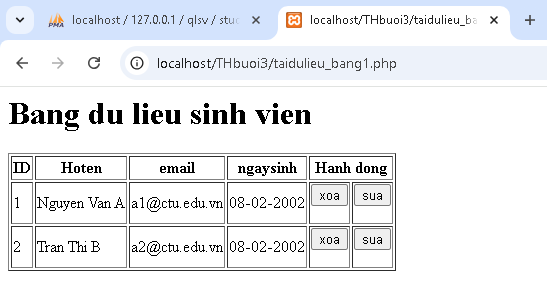 localhost / 127.0.0.1 / qlsv / stud
localhost/THbuoi3/taidulieu_ba
localhost/THbuoi3/taidulieu_bang1.php
Bang du lieu sinh vien
ID Hoten email ngaysinh Hanh dong
1 Nguyen Van A a1@ctu.edu.vn 08-02-2002 xoa sua
2 Tran Thi B a2@ctu.edu.vn 08-02-2002 xoa sua